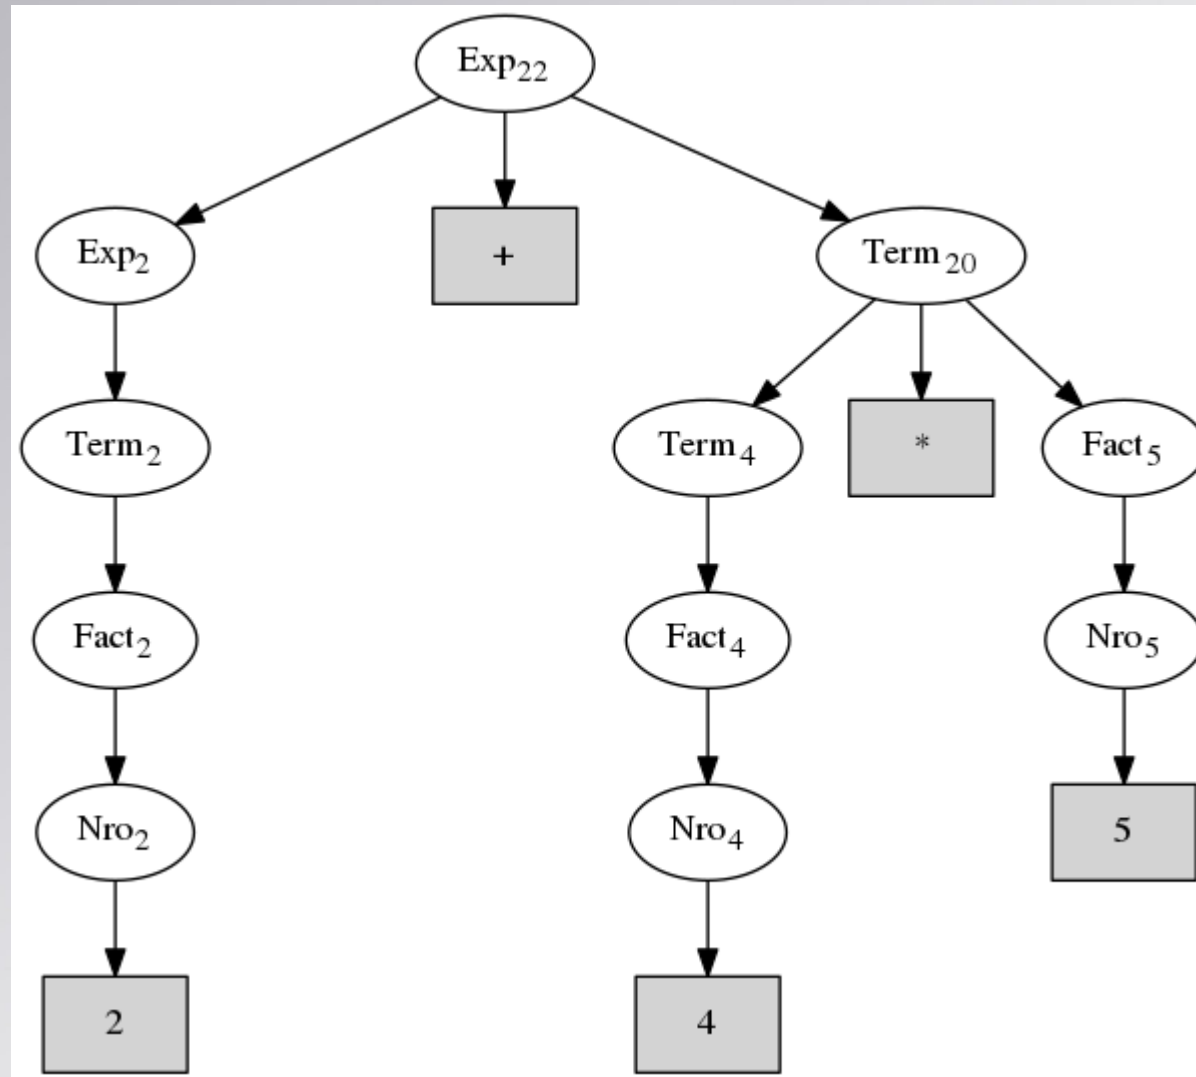 Exp₂₂
Exp₂ + Term₂₀
Term₂ Term₄ * Fact₅
Fact₂ Fact₄ Nro₅
Nro₂ Nro₄ 5
2 4